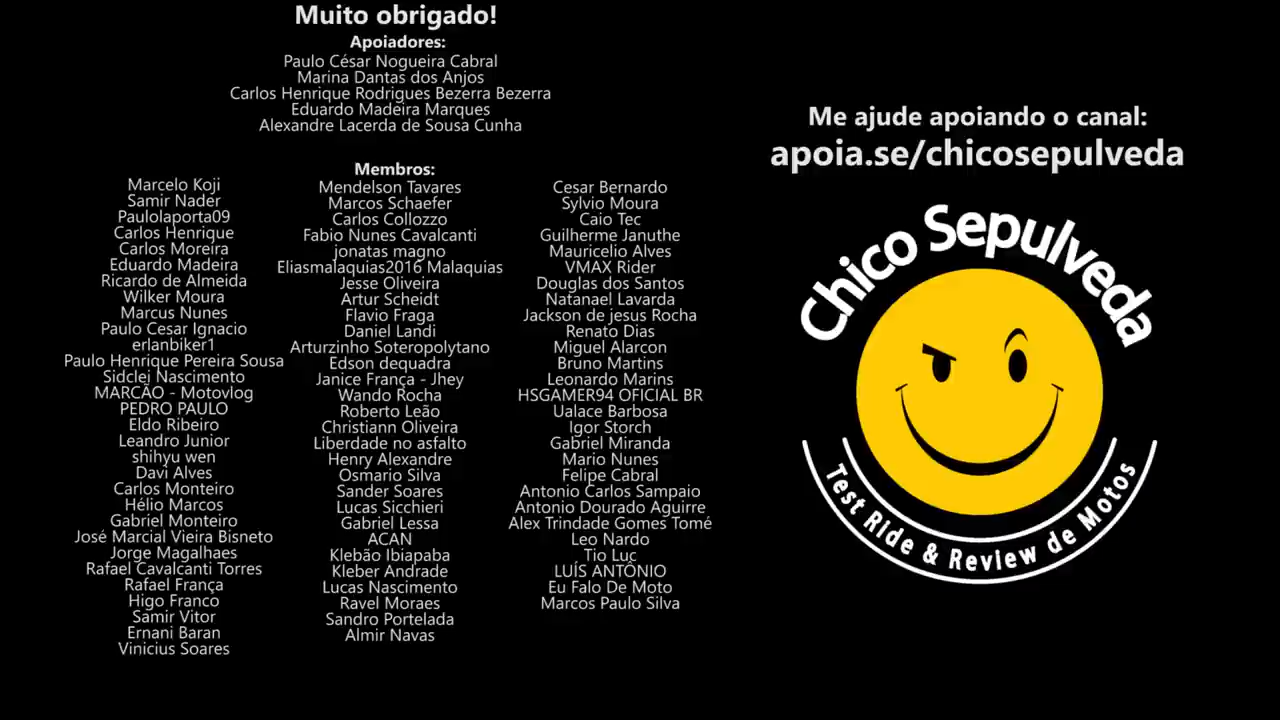 Muito obrigado!
Apoiadores:
Paulo César Nogueira Cabral
Marina Dantas dos Anjos
Carlos Henrique Rodrigues Bezerra Bezerra
Eduardo Madeira Marques
Alexandre Lacerda de Sousa Cunha
Membros:
Marcelo Koji
Samir Nader
Paulolaporta09
Carlos Henrique
Carlos Moreira
Eduardo Madeira
Ricardo de Almeida
Wilker Moura
Marcus Nunes
Paulo Cesar Ignacio
erlanbiker1
Paulo Henrique Pereira Sousa
Sidclei Nascimento
MARCÃO - Motovlog
PEDRO PAULO
Eldo Ribeiro
Leandro Junior
shihyu wen
Davi Alves
Carlos Monteiro
Hélio Marcos
Gabriel Monteiro
José Marcial Vieira Bisneto
Jorge Magalhaes
Rafael Cavalcanti Torres
Rafael França
Higo Franco
Samir Vitor
Ernani Baran
Vinicius Soares
Mendelson Tavares
Marcos Schaefer
Carlos Collozzo
Fabio Nunes Cavalcanti
jonatas magno
Eliasmalaquias2016 Malaquias
Jesse Oliveira
Artur Scheidt
Flavio Fraga
Daniel Landi
Arturzinho Soteropolytano
Edson dequadra
Janice França - Jhey
Wando Rocha
Roberto Leão
Christiann Oliveira
Liberdade no asfalto
Henry Alexandre
Osmario Silva
Sander Soares
Lucas Sicchieri
Gabriel Lessa
ACAN
Klebão Ibiapaba
Kleber Andrade
Lucas Nascimento
Ravel Moraes
Sandro Portelada
Almir Navas
Cesar Bernardo
Sylvio Moura
Caio Tec
Guilherme Januthe
Mauricelio Alves
VMAX Rider
Douglas dos Santos
Natanael Lavarda
Jackson de jesus Rocha
Renato Dias
Miguel Alarcon
Bruno Martins
Leonardo Marins
HSGAMER94 OFICIAL BR
Ualace Barbosa
Igor Storch
Gabriel Miranda
Mario Nunes
Felipe Cabral
Antonio Carlos Sampaio
Antonio Dourado Aguirre
Alex Trindade Gomes Tomé
Leo Nardo
Tio Luc
LUÍS ANTÔNIO
Eu Falo De Moto
Marcos Paulo Silva
Me ajude apoiando o canal:
apoia.se/chicosepulveda
Chico Sepulveda
Test Ride & Review de Motos